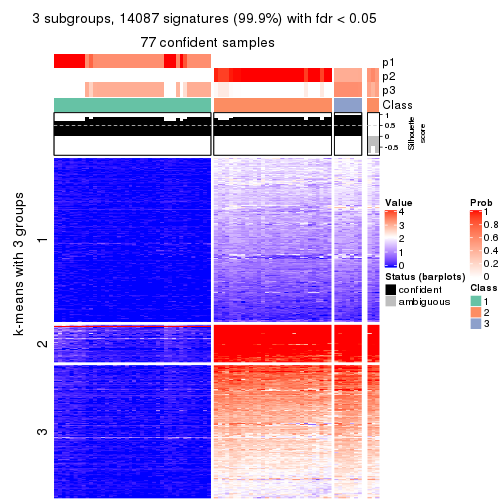 3 subgroups, 14087 signatures (99.9%) with fdr < 0.05
77 confident samples
p1
p2
p3
Class
1
0.5
0
-0.5
Silhouette
score
k-means with 3 groups
1
2
3
Value
4
3
2
1
0
Status (barplots)
confident
ambiguous
Prob
1
0.8
0.6
0.4
0.2
0
Class
1
2
3